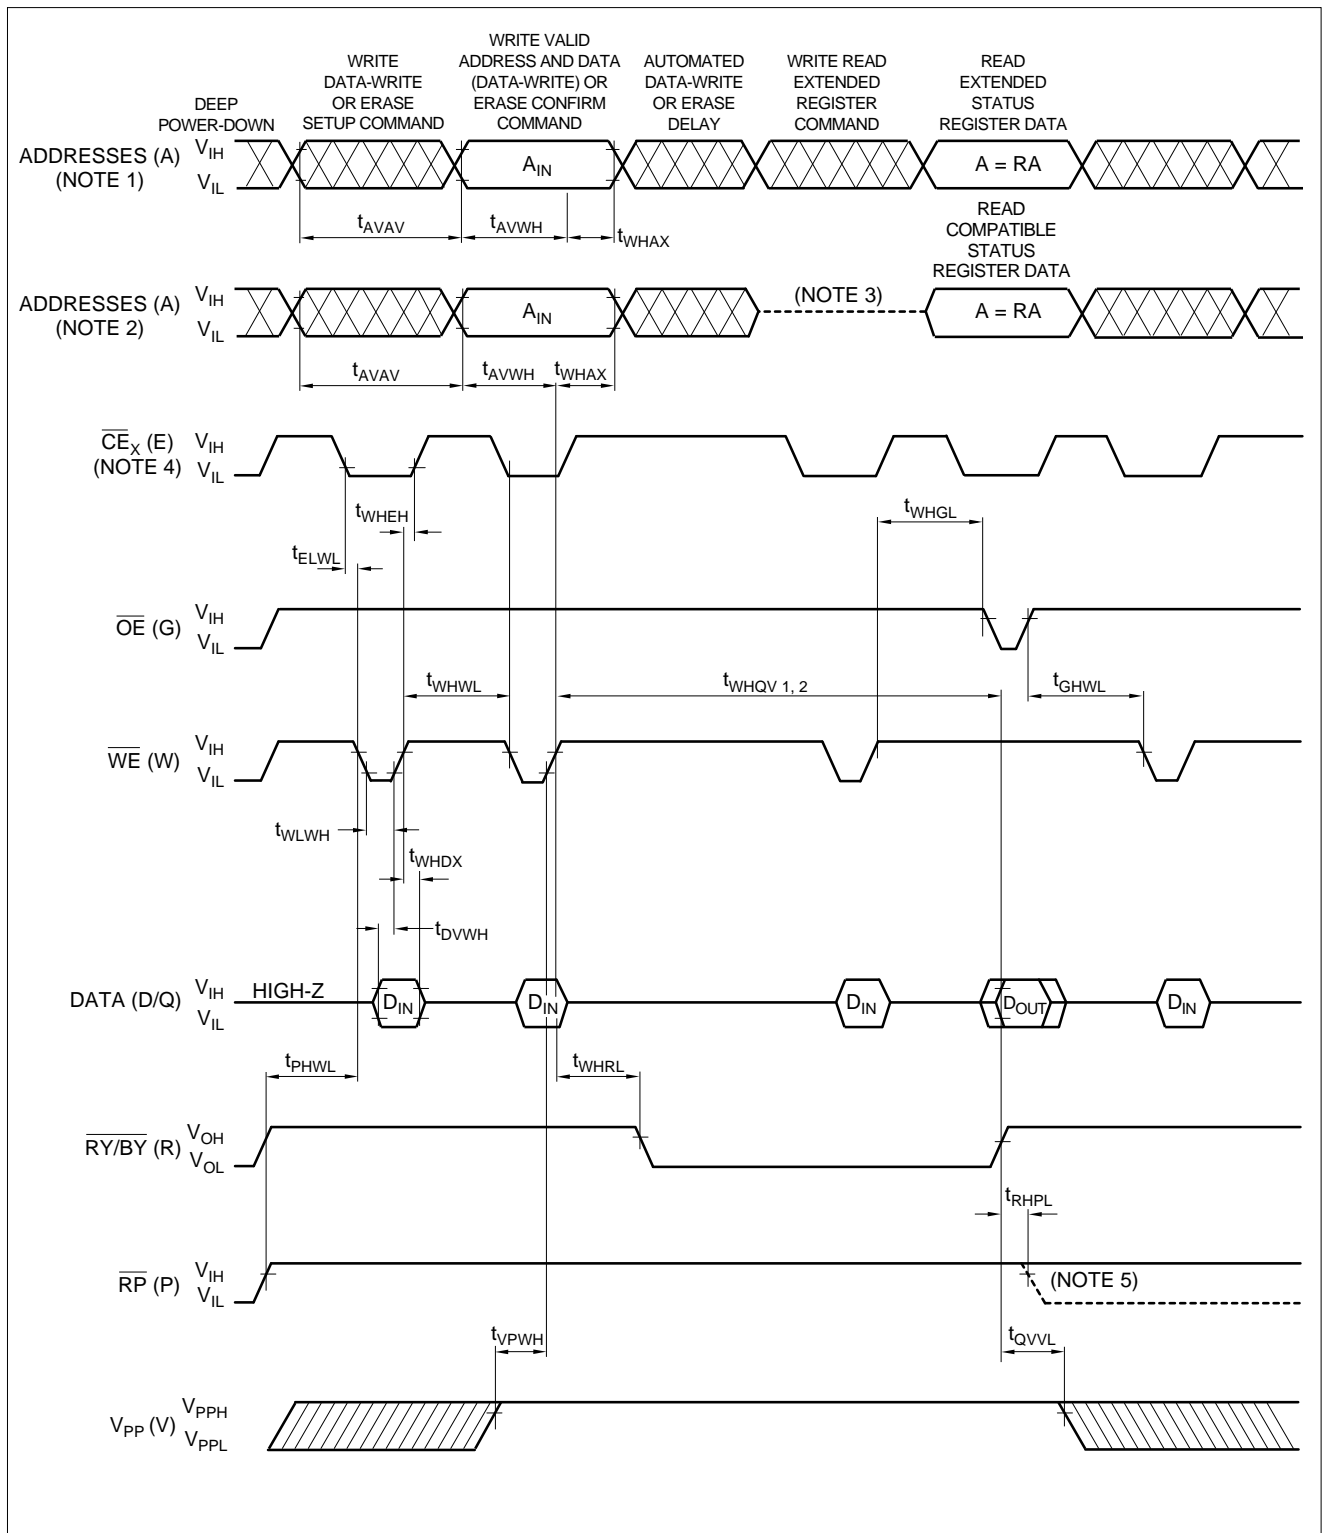 DEEP
POWER-DOWN
WRITE
DATA-WRITE
OR ERASE
SETUP COMMAND
WRITE VALID
ADDRESS AND DATA
(DATA-WRITE) OR
ERASE CONFIRM
COMMAND
AUTOMATED
DATA-WRITE
OR ERASE
DELAY
WRITE READ
EXTENDED
REGISTER
COMMAND
READ
EXTENDED
STATUS
REGISTER DATA
ADDRESSES (A)
(NOTE 1)
VIH
VIL
AIN
A = RA
tAVAV
tAVWH
tWHAX
READ
COMPATIBLE
STATUS
REGISTER DATA
ADDRESSES (A)
(NOTE 2)
VIH
VIL
AIN
(NOTE 3)
A = RA
tAVAV
tAVWH
tWHAX
CEX (E)
(NOTE 4)
VIH
VIL
tWHEH
tWHGL
tELWL
OE (G)
VIH
VIL
tWHWL
tWHQV 1, 2
tGHWL
WE (W)
VIH
VIL
tWLWH
tWHDX
tDVWH
DATA (D/Q)
VIH
VIL
HIGH-Z
DIN
DIN
DIN
DOUT
DIN
tPHWL
tWHRL
RY/BY (R)
VOH
VOL
tRHPL
RP (P)
VIH
VIL
(NOTE 5)
tVPWH
tQVVL
VPP (V)
VPPH
VPPL